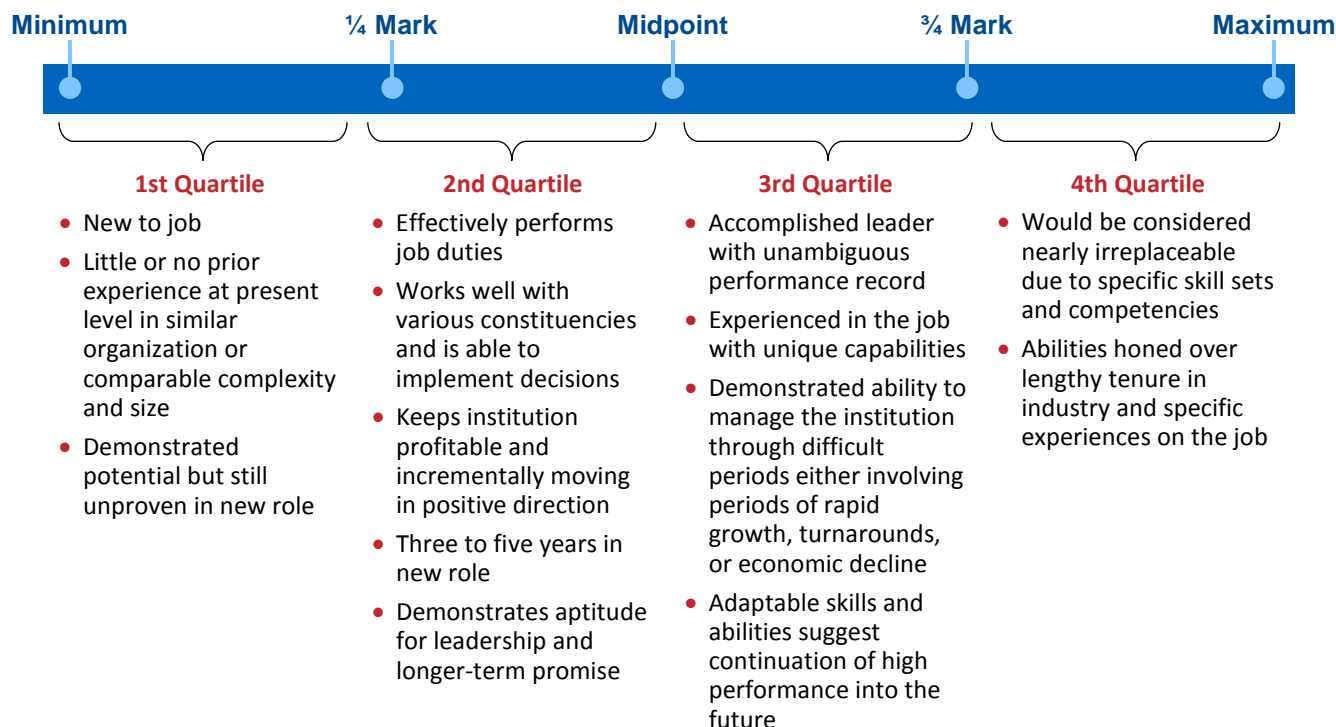 Minimum ¼ Mark Midpoint ¾ Mark Maximum
1st Quartile
• New to job
• Little or no prior
experience at present
level in similar
organization or
comparable complexity
and size
• Demonstrated
potential but still
unproven in new role
2nd Quartile
• Effectively performs
job duties
• Works well with
various constituencies
and is able to
implement decisions
• Keeps institution
profitable and
incrementally moving
in positive direction
• Three to five years in
new role
• Demonstrates aptitude
for leadership and
longer-term promise
3rd Quartile
• Accomplished leader
with unambiguous
performance record
• Experienced in the job
with unique capabilities
• Demonstrated ability to
manage the institution
through difficult
periods either involving
periods of rapid
growth, turnarounds,
or economic decline
• Adaptable skills and
abilities suggest
continuation of high
performance into the
future
4th Quartile
• Would be considered
nearly irreplaceable
due to specific skill sets
and competencies
• Abilities honed over
lengthy tenure in
industry and specific
experiences on the job